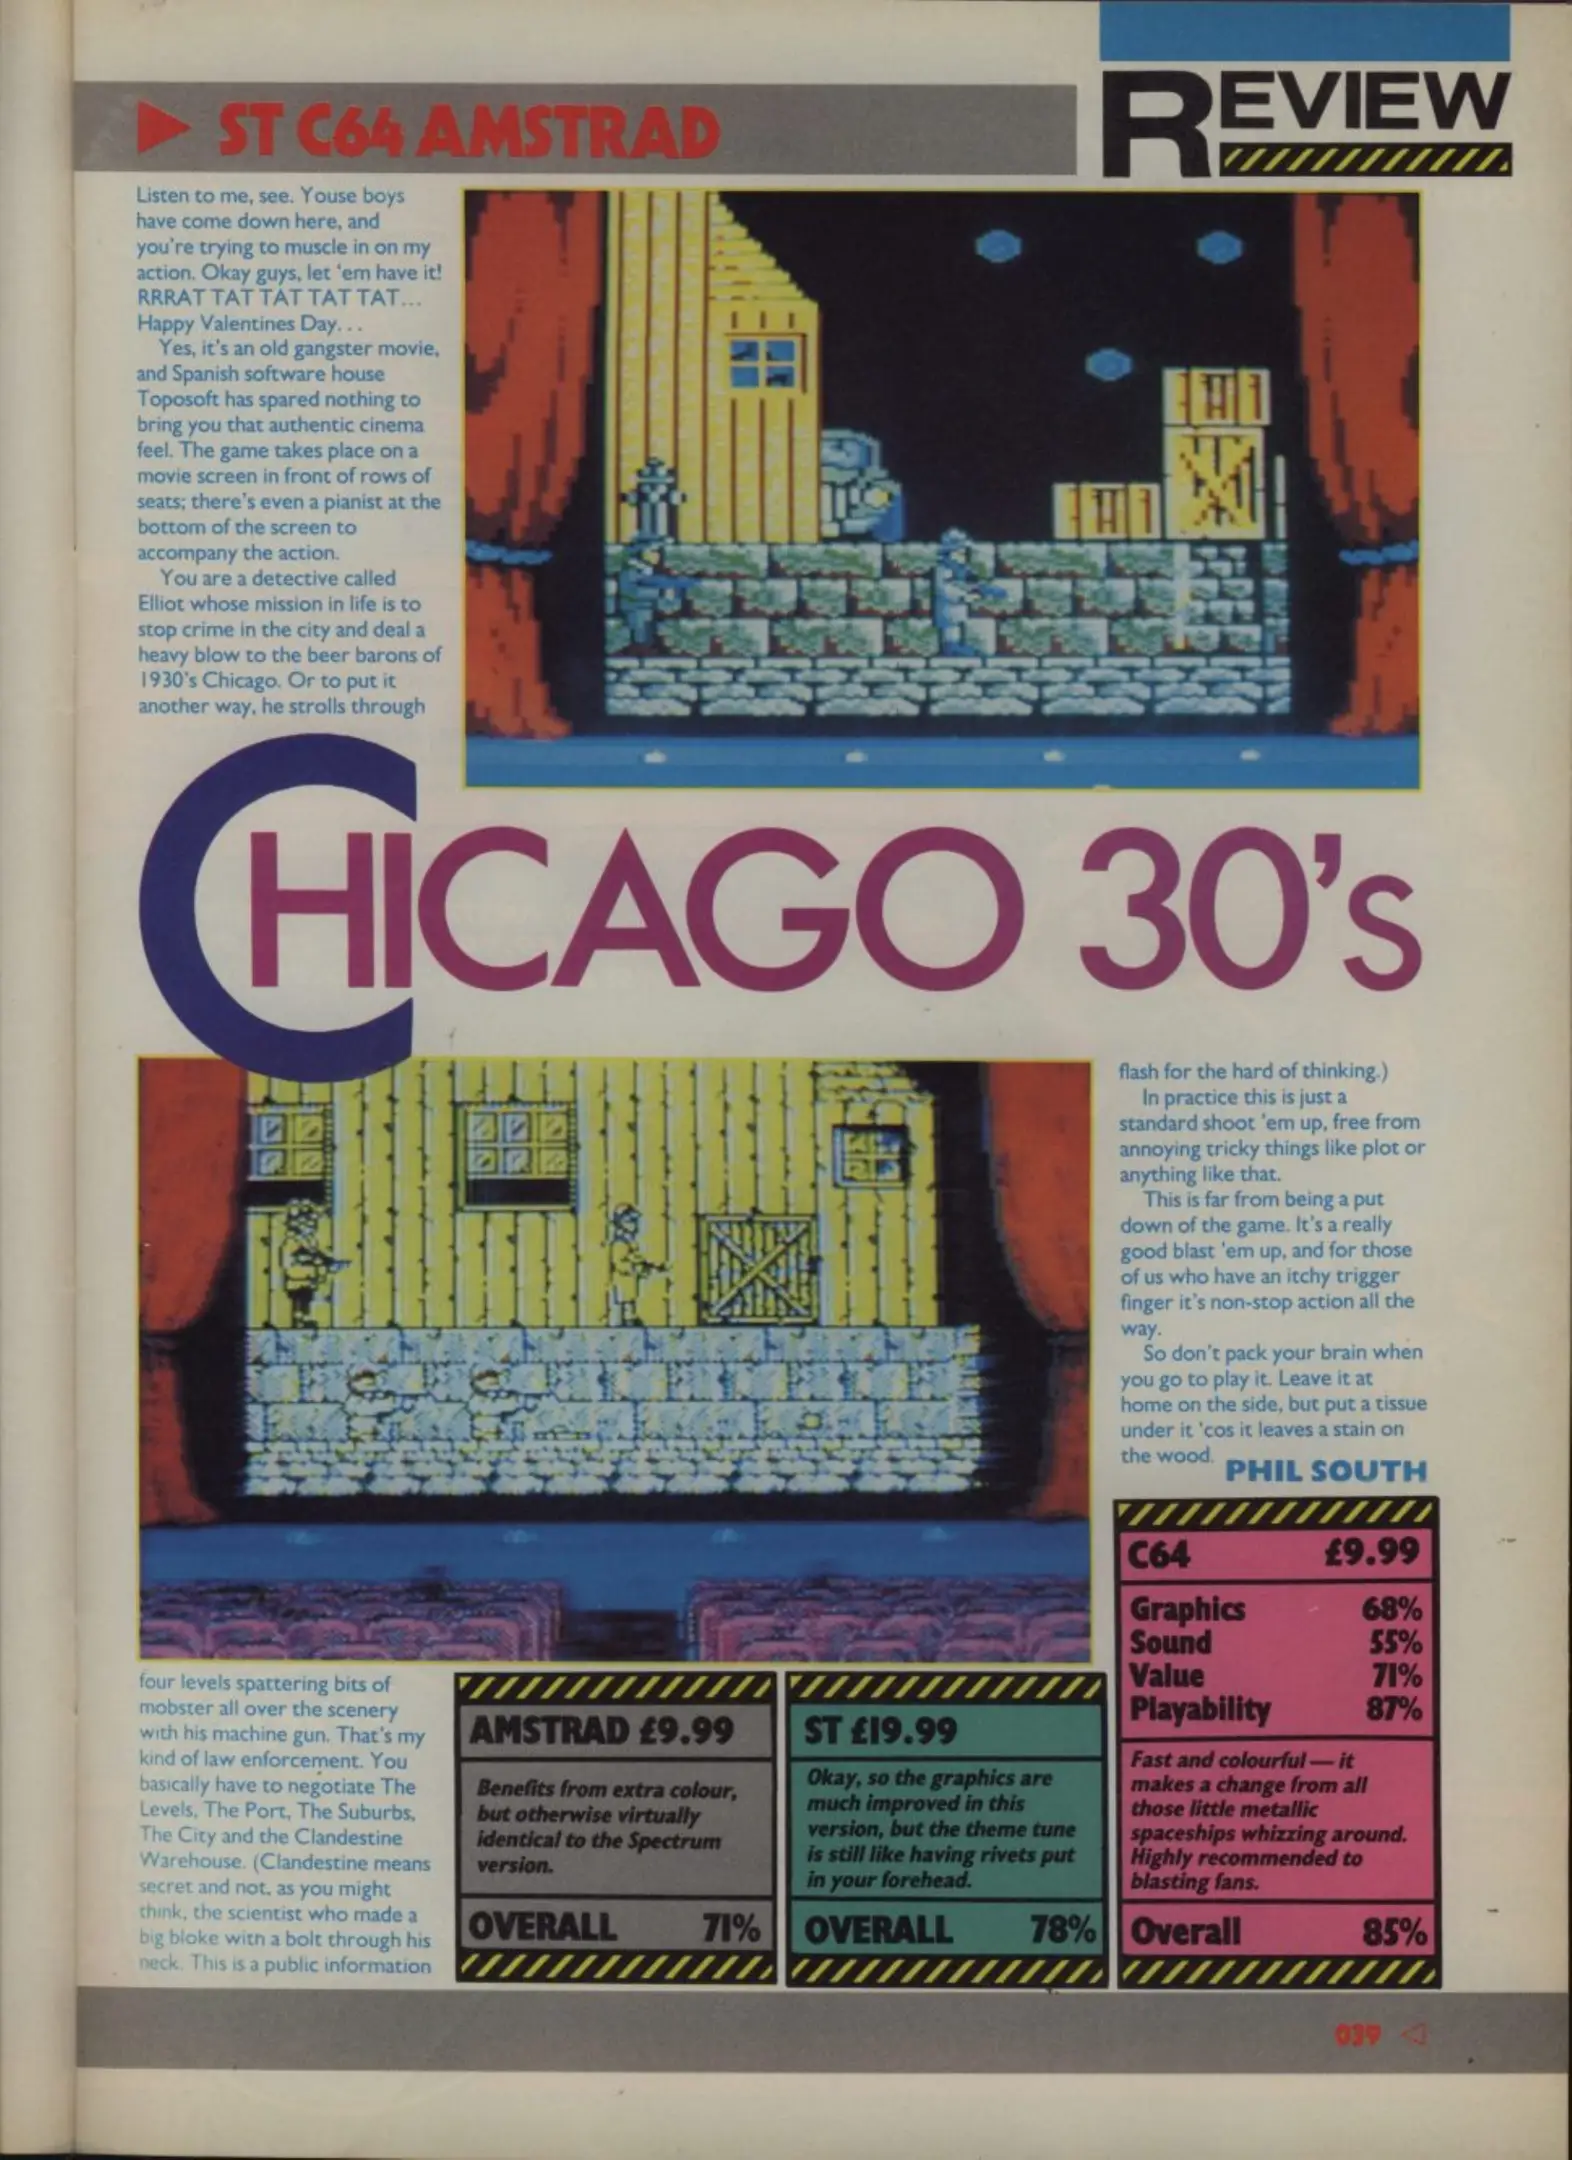 REVIEW
ST C64 AMSTRAD
Listen to me, see. Youse boys
have come down here, and
you're trying to muscle in on my
action. Okay guys, let 'em have it!
RRRAT TAT TAT TAT TAT...
Happy Valentines Day...
Yes, it's an old gangster movie,
and Spanish software house
Toposoft has spared nothing to
bring you that authentic cinema
feel. The game takes place on a
movie screen in front of rows of
seats; there's even a pianist at the
bottom of the screen to
accompany the action.
You are a detective called
Elliot whose mission in life is to
stop crime in the city and deal a
heavy blow to the beer barons of
1930's Chicago. Or to put it
another way, he strolls through
CHICAGO 30's
four levels spattering bits of
mobster all over the scenery
with his machine gun. That's my
kind of law enforcement. You
basically have to negotiate The
Levels, The Port, The Suburbs,
The City and the Clandestine
Warehouse. (Clandestine means
secret and not, as you might
think, the scientist who made a
big bloke with a bolt through his
neck. This is a public information
flash for the hard of thinking.)
In practice this is just a
standard shoot 'em up, free from
annoying tricky things like plot or
anything like that.
This is far from being a put
down of the game. It's a really
good blast 'em up, and for those
of us who have an itchy trigger
finger it's non-stop action all the
way.
So don't pack your brain when
you go to play it. Leave it at
home on the side, but put a tissue
under it 'cos it leaves a stain on
the wood.
PHIL SOUTH
AMSTRAD £9.99
Benefits from extra colour,
but otherwise virtually
identical to the Spectrum
version.
OVERALL 71%
ST £19.99
Okay, so the graphics are
much improved in this
version, but the theme tune
is still like having rivets put
in your forehead.
OVERALL 78%
C64 £9.99
Graphics 68%
Sound 55%
Value 71%
Playability 87%
Fast and colourful — it
makes a change from all
those little metallic
spaceships whizzing around.
Highly recommended to
blasting fans.
Overall 85%
039